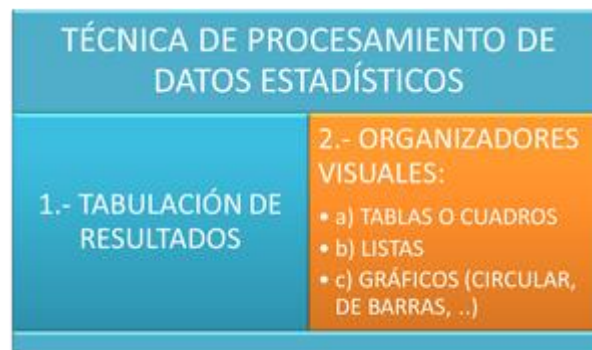 TÉCNICA DE PROCESAMIENTO DE
DATOS ESTADÍSTICOS
1.- TABULACIÓN DE
RESULTADOS
2.- ORGANIZADORES
VISUALES:
• a) TABLAS O CUADROS
• b) LISTAS
• c) GRÁFICOS (CIRCULAR,
DE BARRAS, ..)